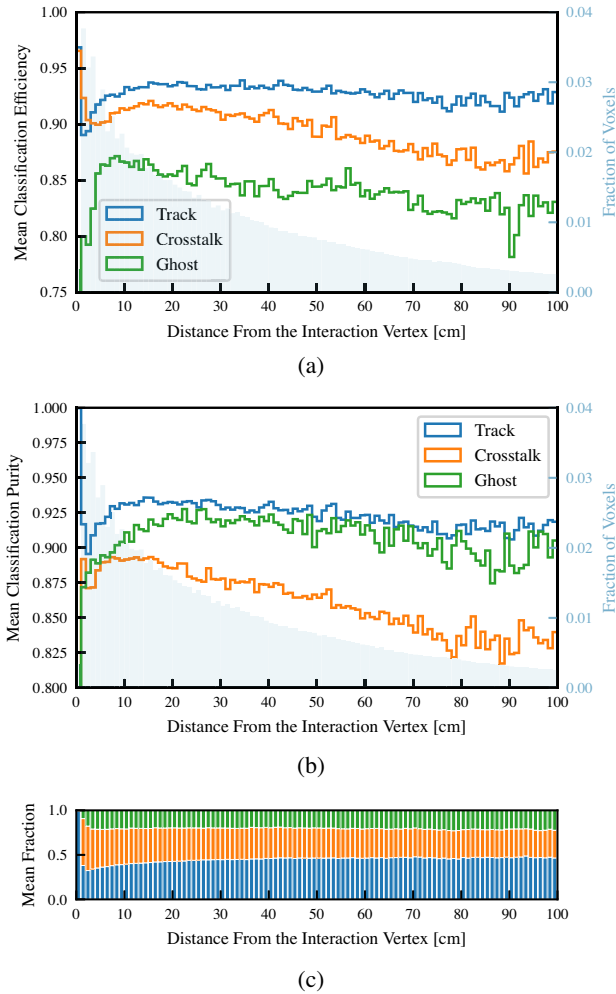 1.00
0.95
0.90
0.85
0.80
0.75
Mean Classification Efficiency
0.04
0.03
0.02
0.01
0.00
Fraction of Voxels
Track
Crosstalk
Ghost
0 10 20 30 40 50 60 70 80 90 100
Distance From the Interaction Vertex [cm]
(a)
1.000
0.975
0.950
0.925
0.900
0.875
0.850
0.825
0.800
Mean Classification Purity
0.04
0.03
0.02
0.01
0.00
Fraction of Voxels
Track
Crosstalk
Ghost
0 10 20 30 40 50 60 70 80 90 100
Distance From the Interaction Vertex [cm]
(b)
1.0
0.5
0.0
Mean Fraction
0 10 20 30 40 50 60 70 80 90 100
Distance From the Interaction Vertex [cm]
(c)